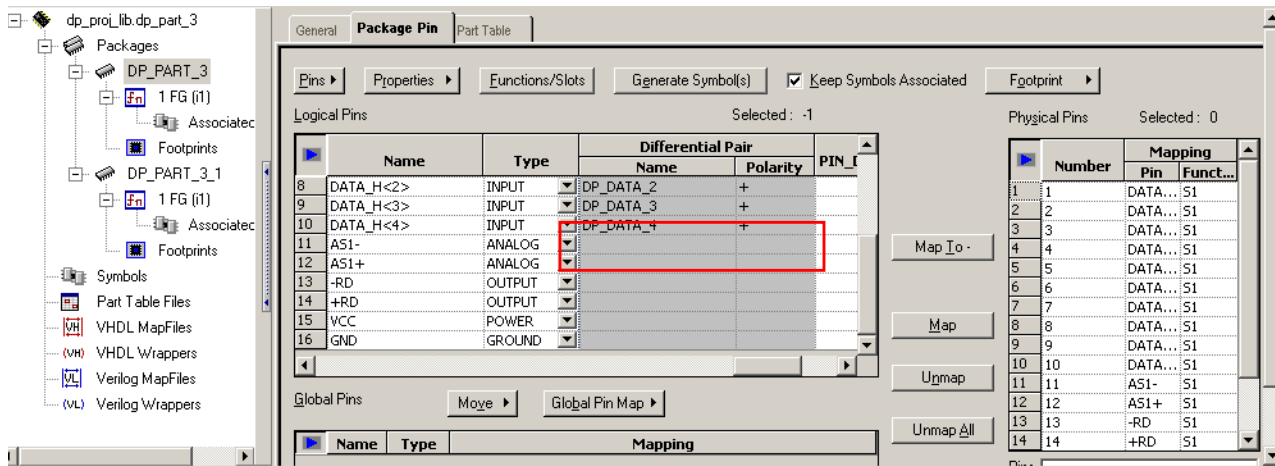 dp_proj_lib.dp_part_3
Packages
DP_PART_3
1 FG (i1)
Associatec
Footprints
DP_PART_3_1
1 FG (i1)
Associatec
Footprints
Symbols
Part Table Files
VHDL MapFiles
VHDL Wrappers
Verilog MapFiles
Verilog Wrappers
General Package Pin Part Table
Pins Properties Functions/Slots Generate Symbol(s) Keep Symbols Associated Footprint
Logical Pins Selected : -1
Name Type Differential Pair PIN_D
Name Polarity
8 DATA_H<2> INPUT DP_DATA_2 +
9 DATA_H<3> INPUT DP_DATA_3 +
10 DATA_H<4> INPUT DP_DATA_4 +
11 AS1- ANALOG
12 AS1+ ANALOG
13 -RD OUTPUT
14 +RD OUTPUT
15 VCC POWER
16 GND GROUND
Global Pins Move Global Pin Map
Name Type Mapping
Map To -
Map
Unmap
Unmap All
Physical Pins Selected : 0
Number Mapping
Pin Funct...
1 1 DATA... S1
2 2 DATA... S1
3 3 DATA... S1
4 4 DATA... S1
5 5 DATA... S1
6 6 DATA... S1
7 7 DATA... S1
8 8 DATA... S1
9 9 DATA... S1
10 10 DATA... S1
11 11 AS1- S1
12 12 AS1+ S1
13 13 -RD S1
14 14 +RD S1